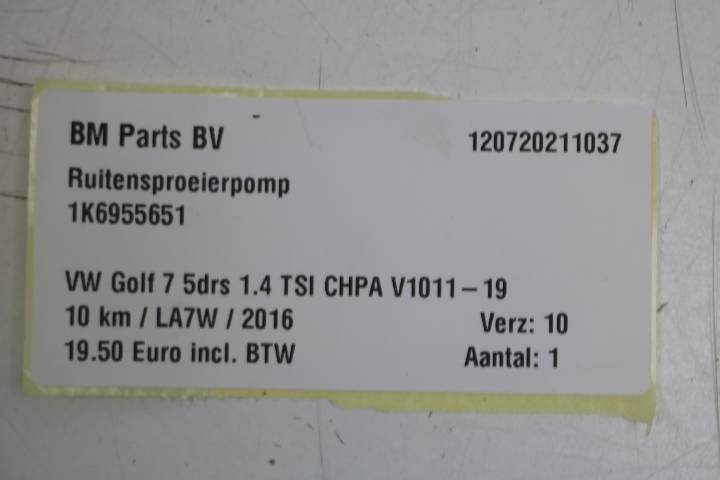 BM Parts BV 120720211037
Ruitensproeierpomp
1K6955651
VW Golf 7 5drs 1.4 TSI CHPA V1011-19
10 km / LA7W / 2016 Verz: 10
19.50 Euro incl. BTW Aantal: 1